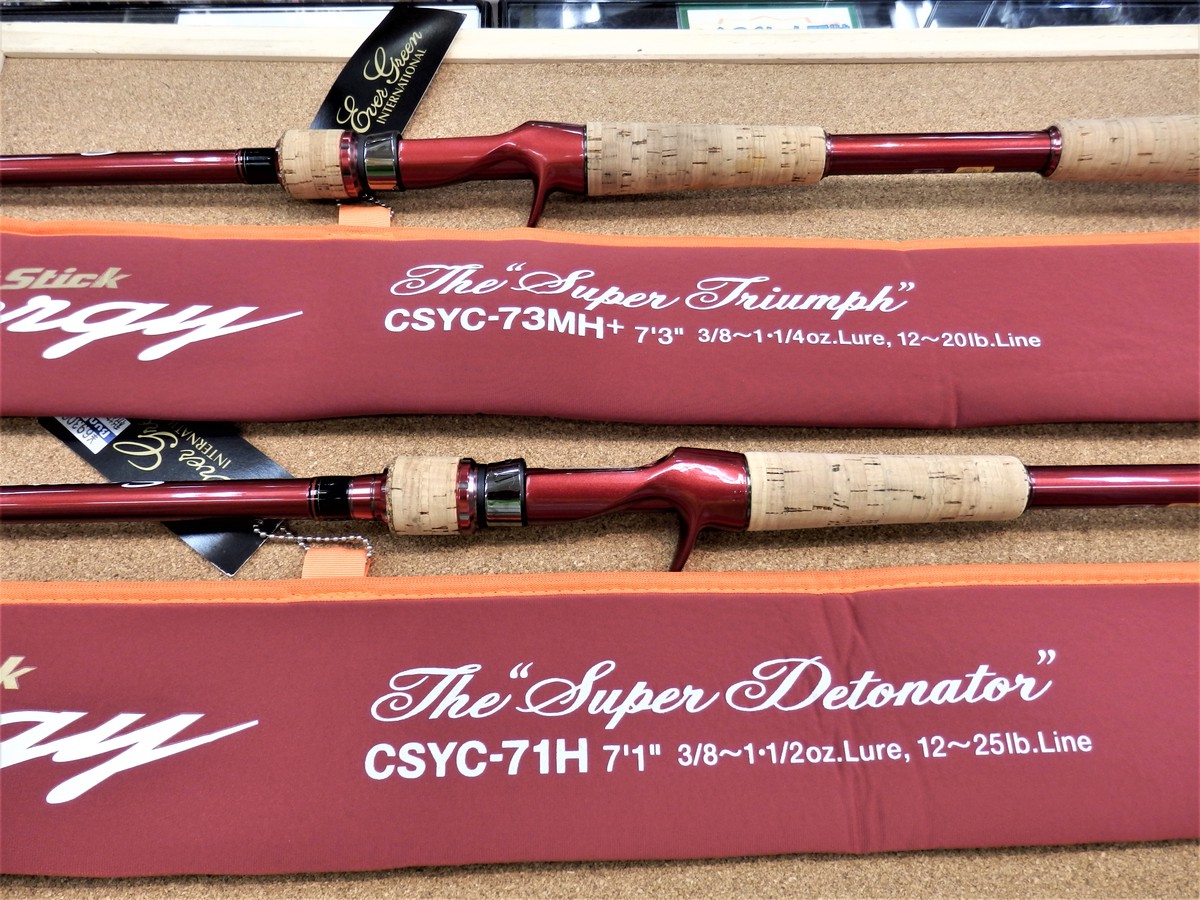 Ever Green
INTERNATIONAL
Stick
ergy
The "Super Triumph"
CSYC-73MH+ 7'3" 3/8～1・1/4oz.Lure, 12～20lb.Line
The "Super Detonator"
CSYC-71H 7'1" 3/8～1・1/2oz.Lure, 12～25lb.Line